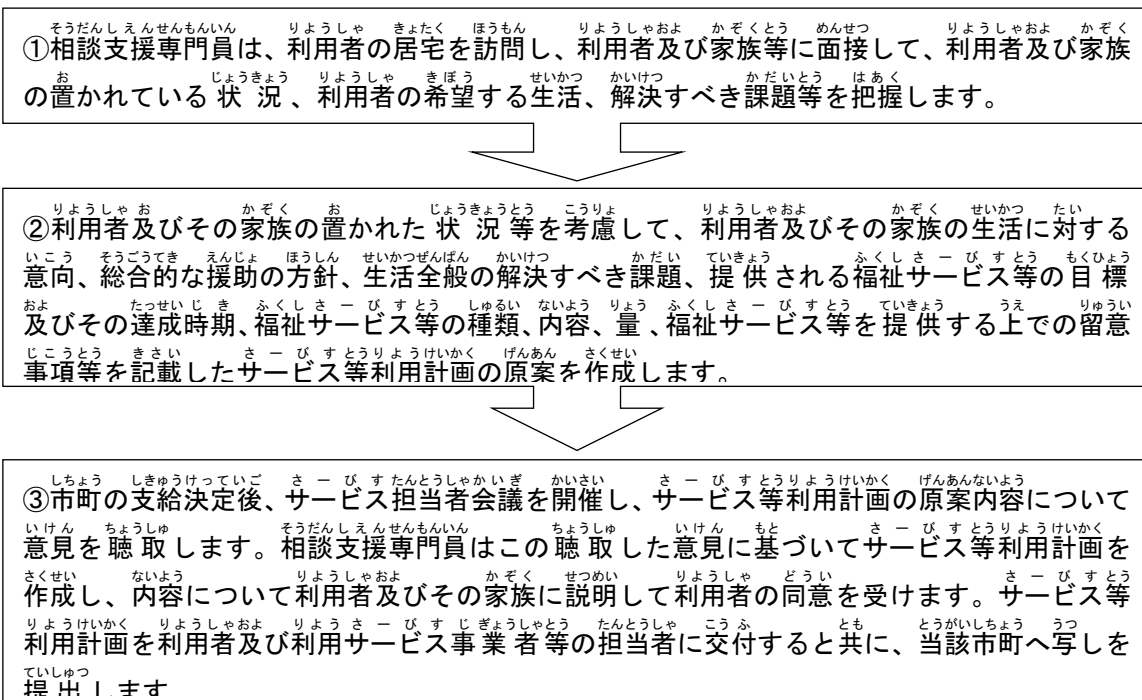 ①相談支援専門員は、利用者の居宅を訪問し、利用者及び家族等に面接して、利用者及び家族
の置かれている状況、利用者の希望する生活、解決すべき課題等を把握します。
②利用者及びその家族の置かれた状況等を考慮して、利用者及びその家族の生活に対する
意向、総合的な援助の方針、生活全般の解決すべき課題、提供される福祉サービス等の目標
及びその達成時期、福祉サービス等の種類、内容、量、福祉サービス等を提供する上での留意
事項等を記載したサービス等利用計画の原案を作成します。
③市町の支給決定後、サービス担当者会議を開催し、サービス等利用計画の原案内容について
意見を聴取します。相談支援専門員はこの聴取した意見に基づいてサービス等利用計画を
作成し、内容について利用者及びその家族に説明して利用者の同意を受けます。サービス等
利用計画を利用者及び利用サービス事業者等の担当者に交付すると共に、当該市町へ写しを
提出します